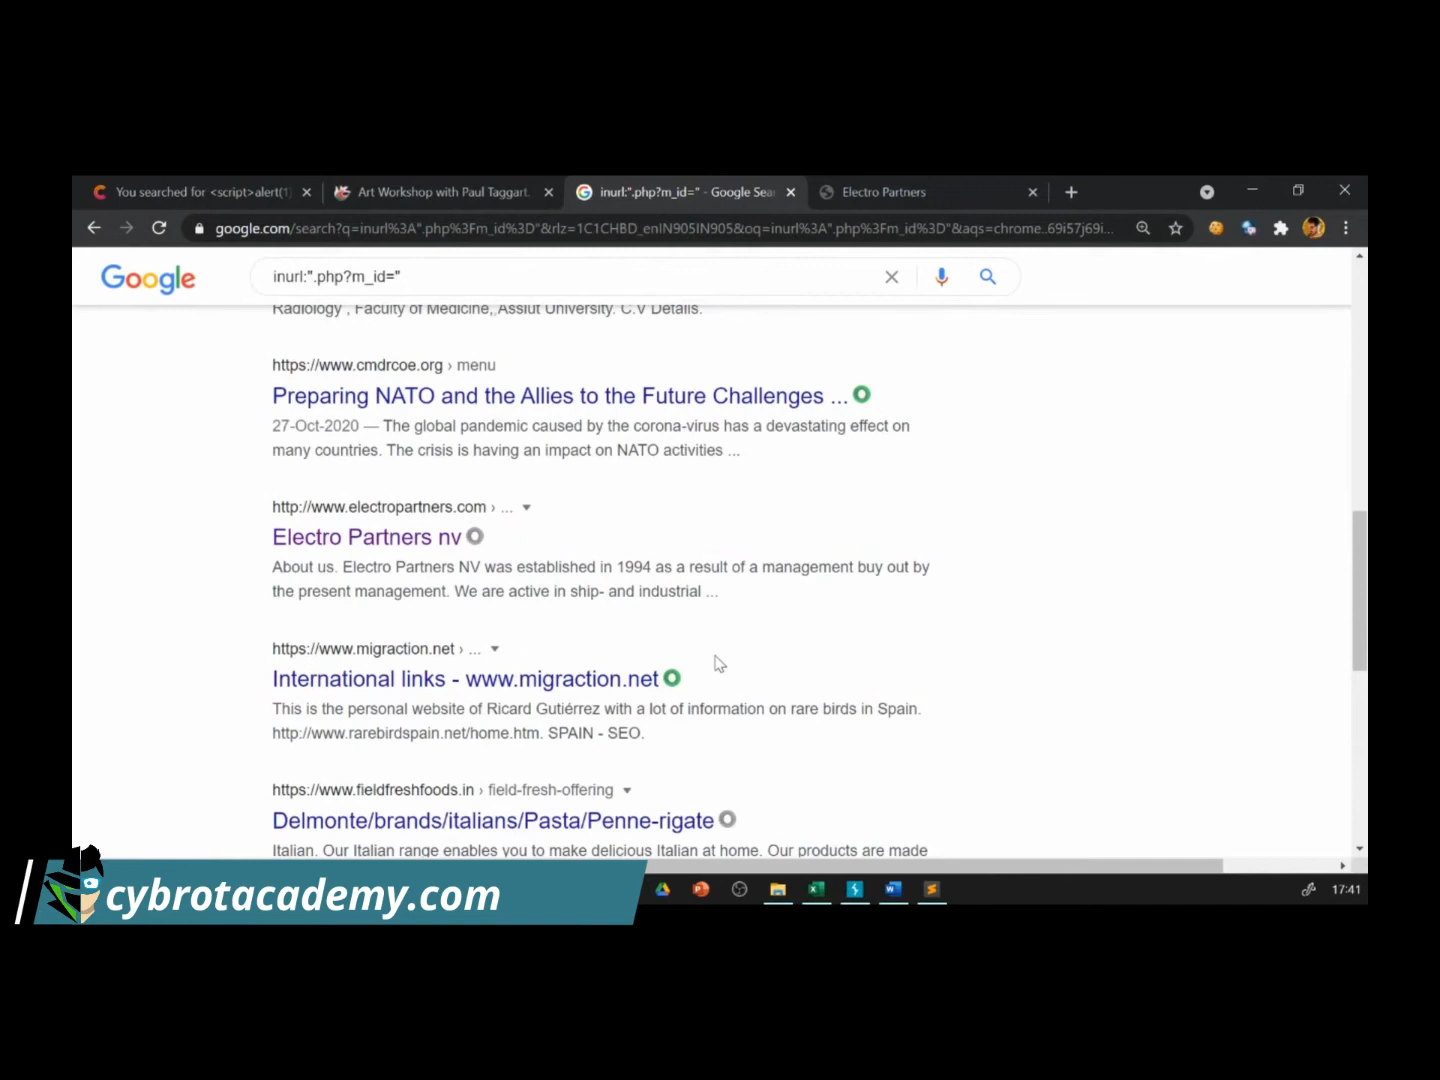 You searched for <script>alert(1)
Art Workshop with Paul Taggart.
inurl:".php?m_id=" - Google Sea
Electro Partners
google.com/search?q=inurl%3A".php%3Fm_id%3D"&rlz=1C1CHBD_enIN905IN905&oq=inurl%3A".php%3Fm_id%3D"&aqs=chrome..69i57j69i...
Google
inurl:".php?m_id="
Radiology , Faculty of Medicine,,Assiut University. C.V Details.
https://www.cmdrcoe.org › menu
Preparing NATO and the Allies to the Future Challenges ...
27-Oct-2020 — The global pandemic caused by the corona-virus has a devastating effect on
many countries. The crisis is having an impact on NATO activities ...
http://www.electropartners.com › ...
Electro Partners nv
About us. Electro Partners NV was established in 1994 as a result of a management buy out by
the present management. We are active in ship- and industrial ...
https://www.migraction.net › ...
International links - www.migraction.net
This is the personal website of Ricard Gutiérrez with a lot of information on rare birds in Spain.
http://www.rarebirdspain.net/home.htm. SPAIN - SEO.
https://www.fieldfreshfoods.in › field-fresh-offering
Delmonte/brands/italians/Pasta/Penne-rigate
Italian. Our Italian range enables you to make delicious Italian at home. Our products are made
cybrotacademy.com
17:41